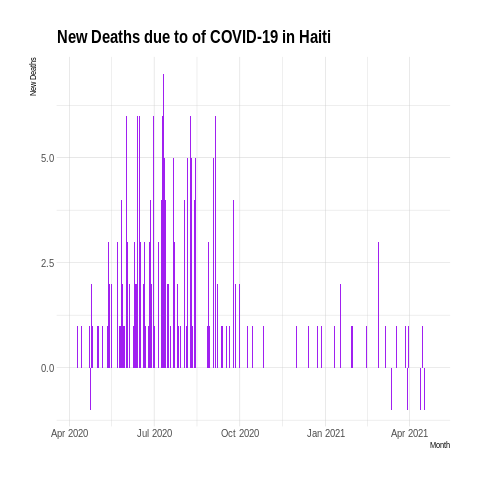 New Deaths due to of COVID-19 in Haiti
New Deaths
5.0
2.5
0.0
Apr 2020 Jul 2020 Oct 2020 Jan 2021 Apr 2021
Month